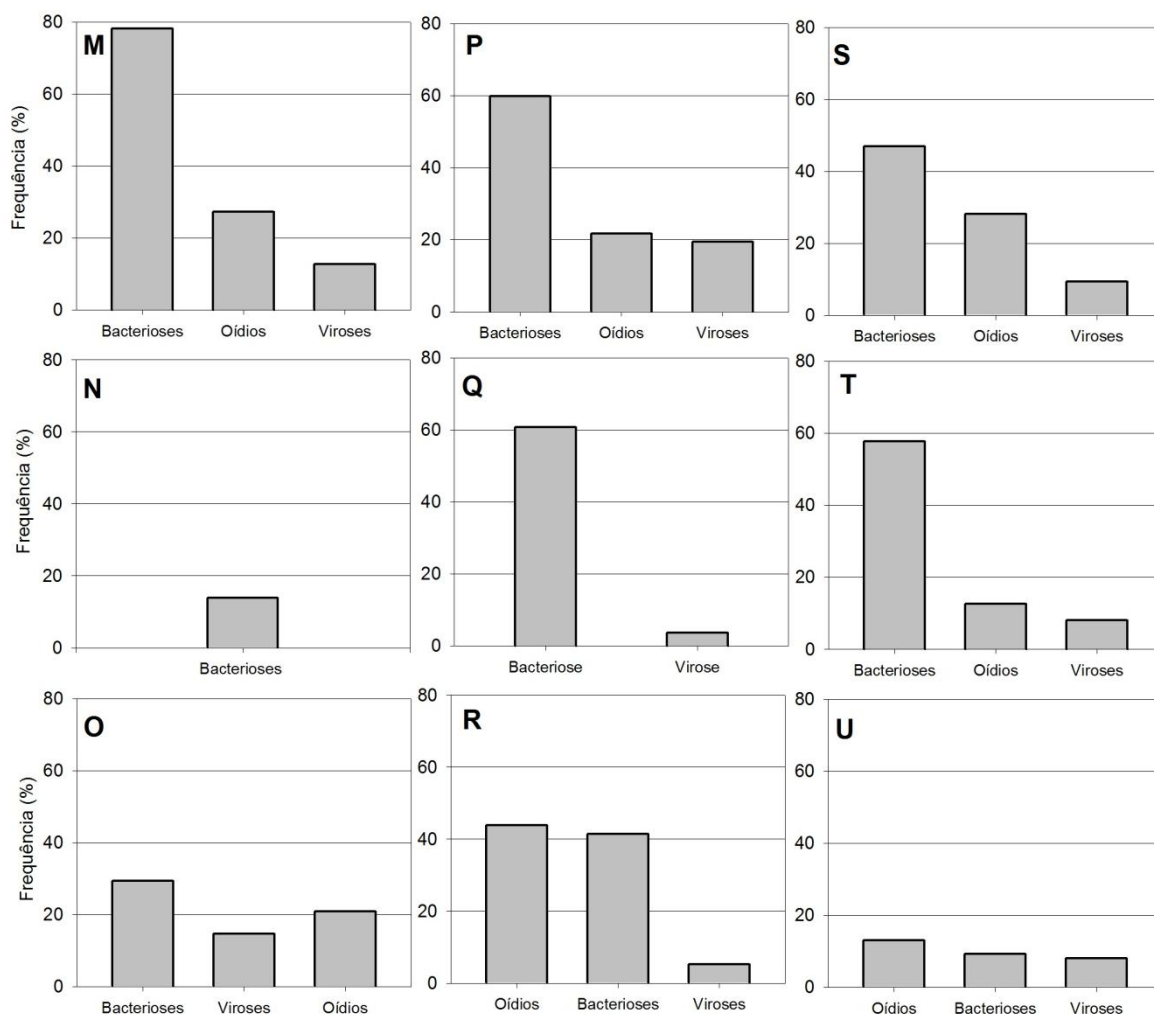 M
Frequência (%)
80
60
40
20
0
Bacterioses Oídios Viroses
P
80
60
40
20
0
Bacterioses Oídios Viroses
S
80
60
40
20
0
Bacterioses Oídios Viroses
N
Frequência (%)
80
60
40
20
0
Bacterioses
Q
80
60
40
20
0
Bacteriose Virose
T
80
60
40
20
0
Bacterioses Oídios Viroses
O
Frequência (%)
80
60
40
20
0
Bacterioses Viroses Oídios
R
80
60
40
20
0
Oídios Bacterioses Viroses
U
80
60
40
20
0
Oídios Bacterioses Viroses